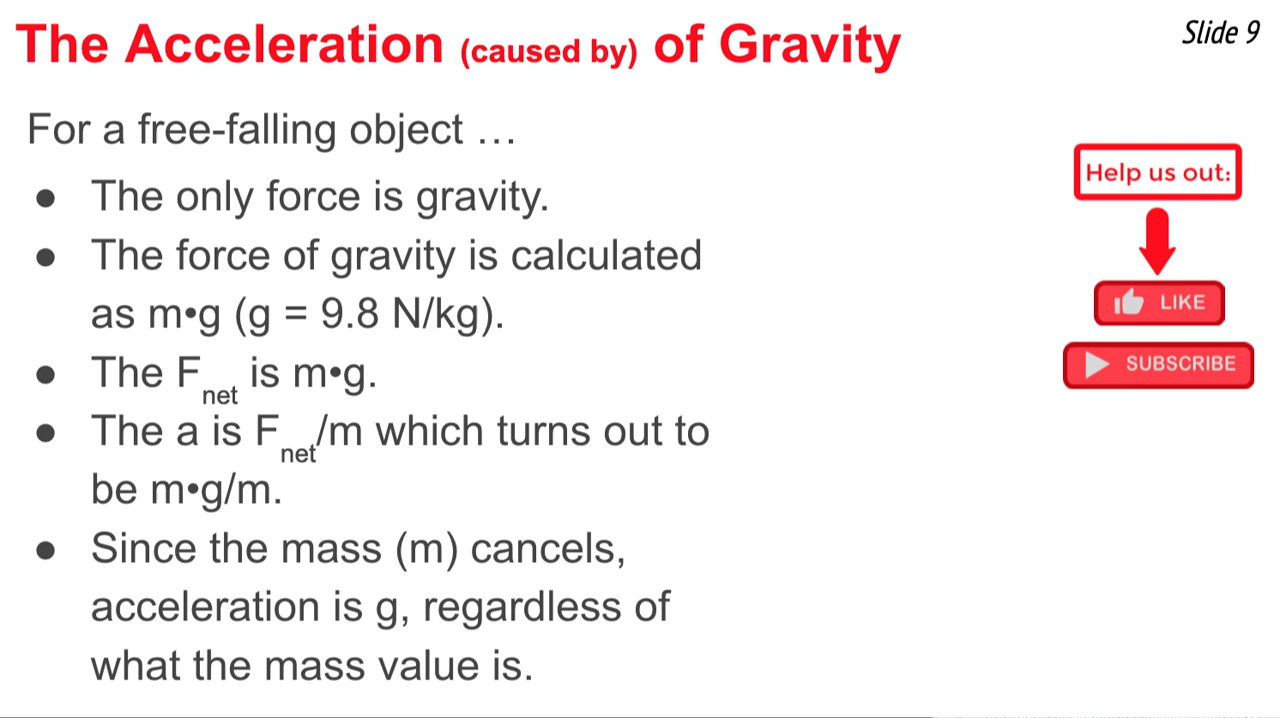 The Acceleration (caused by) of Gravity
Slide 9
For a free-falling object …
● The only force is gravity.
● The force of gravity is calculated
as m•g (g = 9.8 N/kg).
● The Fnet is m•g.
● The a is Fnet/m which turns out to
be m•g/m.
● Since the mass (m) cancels,
acceleration is g, regardless of
what the mass value is.
Help us out:
LIKE
SUBSCRIBE